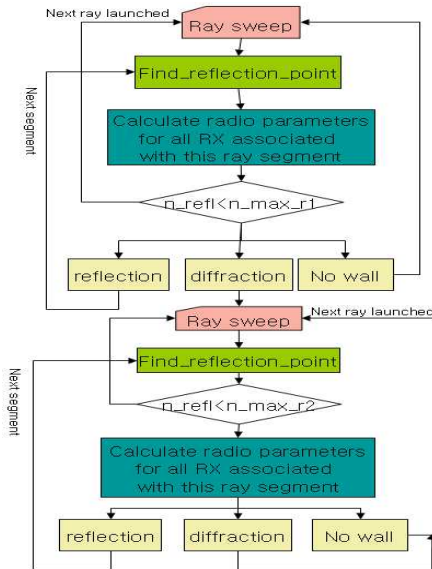 Next ray launched
Ray sweep
Find_reflection_point
Next segment
Calculate radio parameters
for all RX associated
with this ray segment
n_refl<n_max_r1
reflection
diffraction
No wall
Ray sweep
Next ray launched
Find_reflection_point
Next segment
n_refl<n_max_r2
Calculate radio parameters
for all RX associated
with this ray segment
reflection
diffraction
No wall